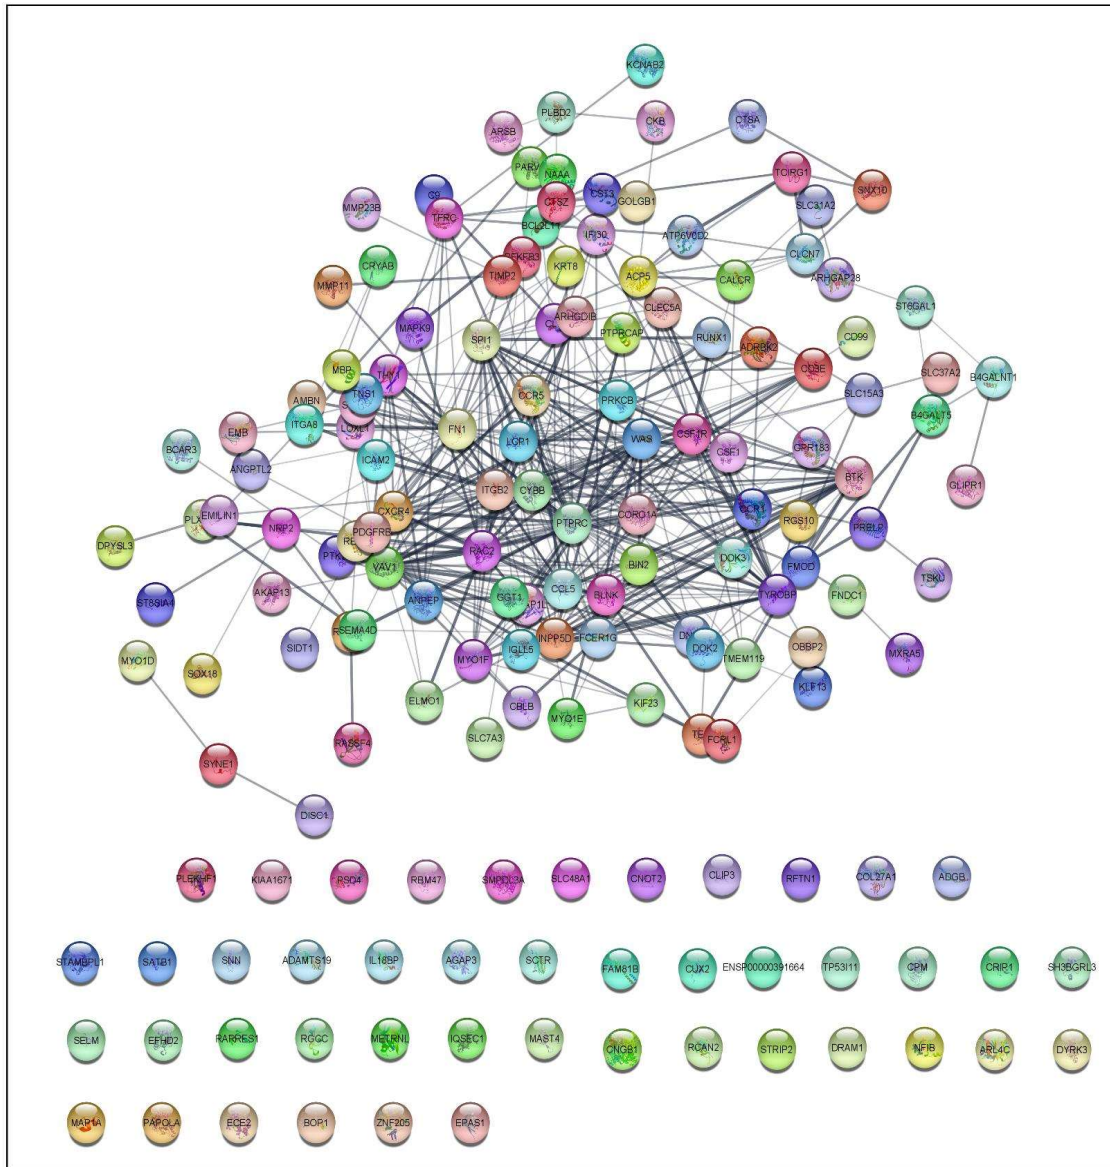 KCNAB2
PLBD2
CKB
CTSA
ARSB
PARV
NAAA
TCIRG1
C9
CTSZ
CST3
SNX10
MMP23B
TFRC
BCL2L11
GOLGB1
SLC31A2
IFI30
ATP6V0D2
CLCN7
CRYAB
PFKFB3
KRT8
ACP5
CALCR
ARHGAP28
MMP11
TIMP2
CLEC5A
ST6GAL1
MAPK9
ARHGDIB
SPI1
PTPRCAP
RUNX1
ADRBK2
CD99
MBP
THY1
CD3E
SLC37A2
B4GALNT1
AMBN
TNS1
CCR5
PRKCB
SLC15A3
B4GALT5
EMB
ITGA8
LOXL1
FN1
LCP1
WAS
CSF1R
CSF1
GPR183
BCAR3
ANGPTL2
ICAM2
ITGB2
CYBB
BTK
GLIPR1
EMILIN1
CXCR4
PTPRC
CORO1A
CCR1
RGS10
PRELP
DPYSL3
NRP2
PDGFRB
RAC2
VAV1
BIN2
DOK3
FMOD
TSKU
ST8SIA4
AKAP13
ANPEP
GGT1
CCL5
BLNK
TYROBP
FNDC1
SEMA4D
INPP5D
FCER1G
MXRA5
MYO1D
SIDT1
IGLL5
DOK2
OBBP2
SOX18
MYO1F
TMEM119
KLF13
ELMO1
CBLB
MYO1E
KIF23
RASSF4
SLC7A3
FCRL1
SYNE1
DISC1
PLEKHF1 KIAA1671 RBM47 SMPDL3A SLC48A1 CNOT2 CLIP3 RFTN1 COL27A1 ADGB
STAMBPL1 SATB1 SNN ADAMTS19 IL18BP AGAP3 SCTR FAM81B CUX2 ENSP00000391664 TP53I11 CPM CRIP1 SH3BGRL3
SELM EFHD2 RARRES1 RGCC METRNL IQSEC1 MAST4 CNGB1 RCAN2 STRIP2 DRAM1 NFIB ARL4C DYRK3
MAP1A PAPOLA ECE2 BOP1 ZNF205 EPAS1